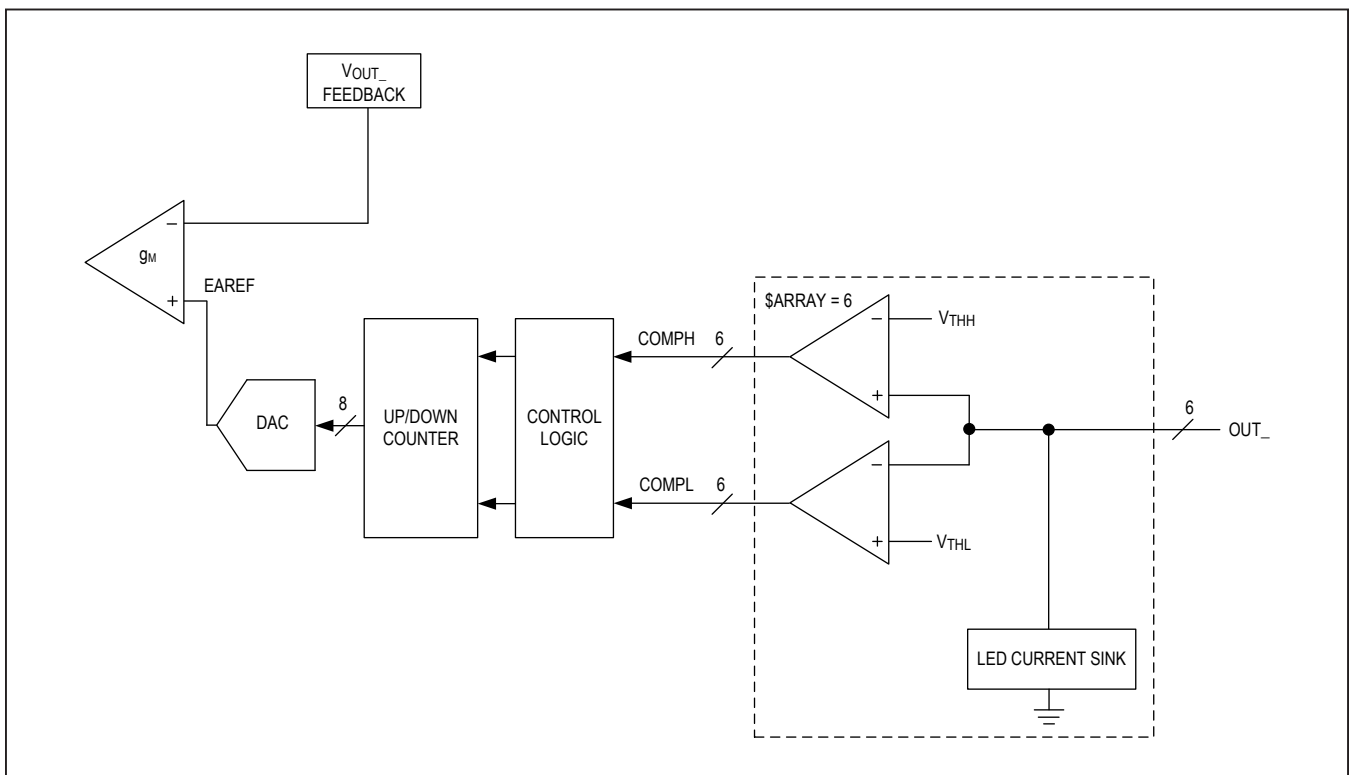 VOUT_
FEEDBACK
−
gM
EAREF
+
$ARRAY = 6
−
VTHH
COMPH
6
+
DAC
8
UP/DOWN
COUNTER
CONTROL
LOGIC
6
OUT_
−
COMPL
6
+
VTHL
LED CURRENT SINK